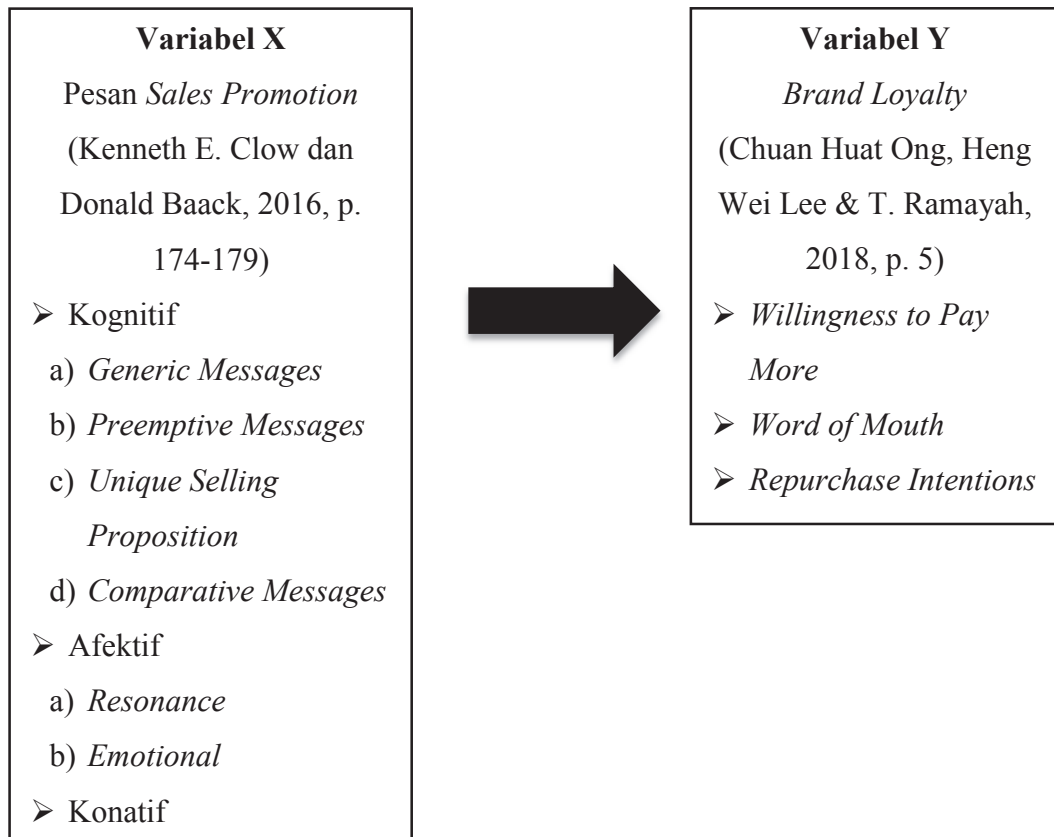 Variabel X
Pesan Sales Promotion
(Kenneth E. Clow dan
Donald Baack, 2016, p.
174-179)
➢ Kognitif
a) Generic Messages
b) Preemptive Messages
c) Unique Selling
Proposition
d) Comparative Messages
➢ Afektif
a) Resonance
b) Emotional
➢ Konatif
Variabel Y
Brand Loyalty
(Chuan Huat Ong, Heng
Wei Lee & T. Ramayah,
2018, p. 5)
➢ Willingness to Pay
More
➢ Word of Mouth
➢ Repurchase Intentions